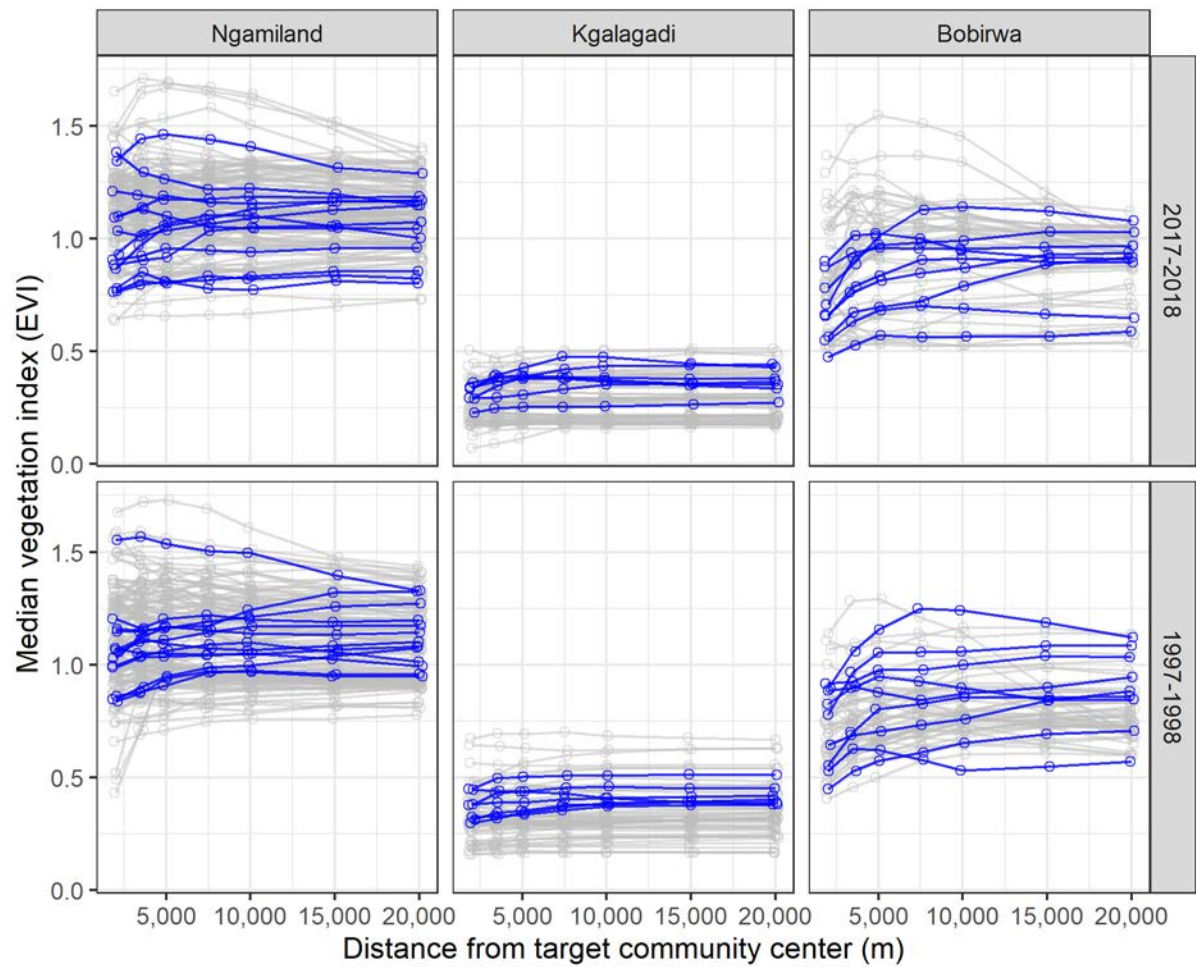 Ngamiland Kgalagadi Bobirwa
Median vegetation index (EVI)
1.5
1.0
0.5
0.0
2017-2018
1.5
1.0
0.5
0.0
1997-1998
5,000 10,000 15,000 20,000 5,000 10,000 15,000 20,000 5,000 10,000 15,000 20,000
Distance from target community center (m)